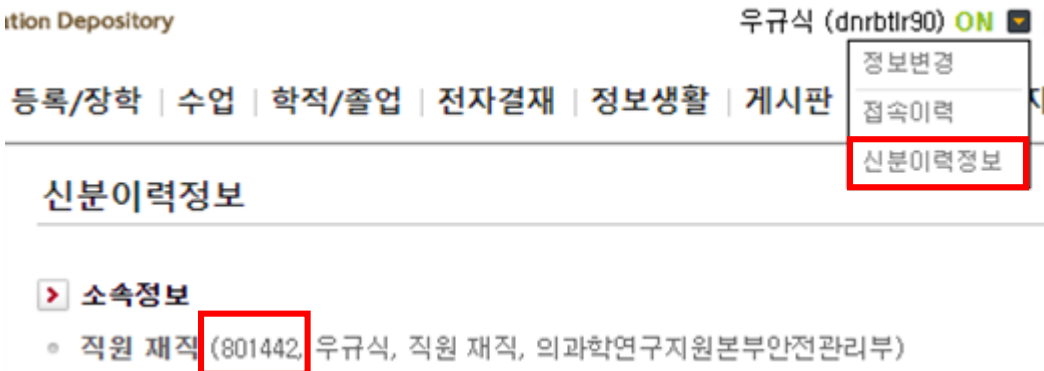 ation Depository
우규식 (dnrbtlr90) ON
정보변경
등록/장학 | 수업 | 학적/졸업 | 전자결재 | 정보생활 | 게시판
접속이력
신분이력정보
신분이력정보
소속정보
직원 재직 (801442, 우규식, 직원 재직, 의과학연구지원본부안전관리부)